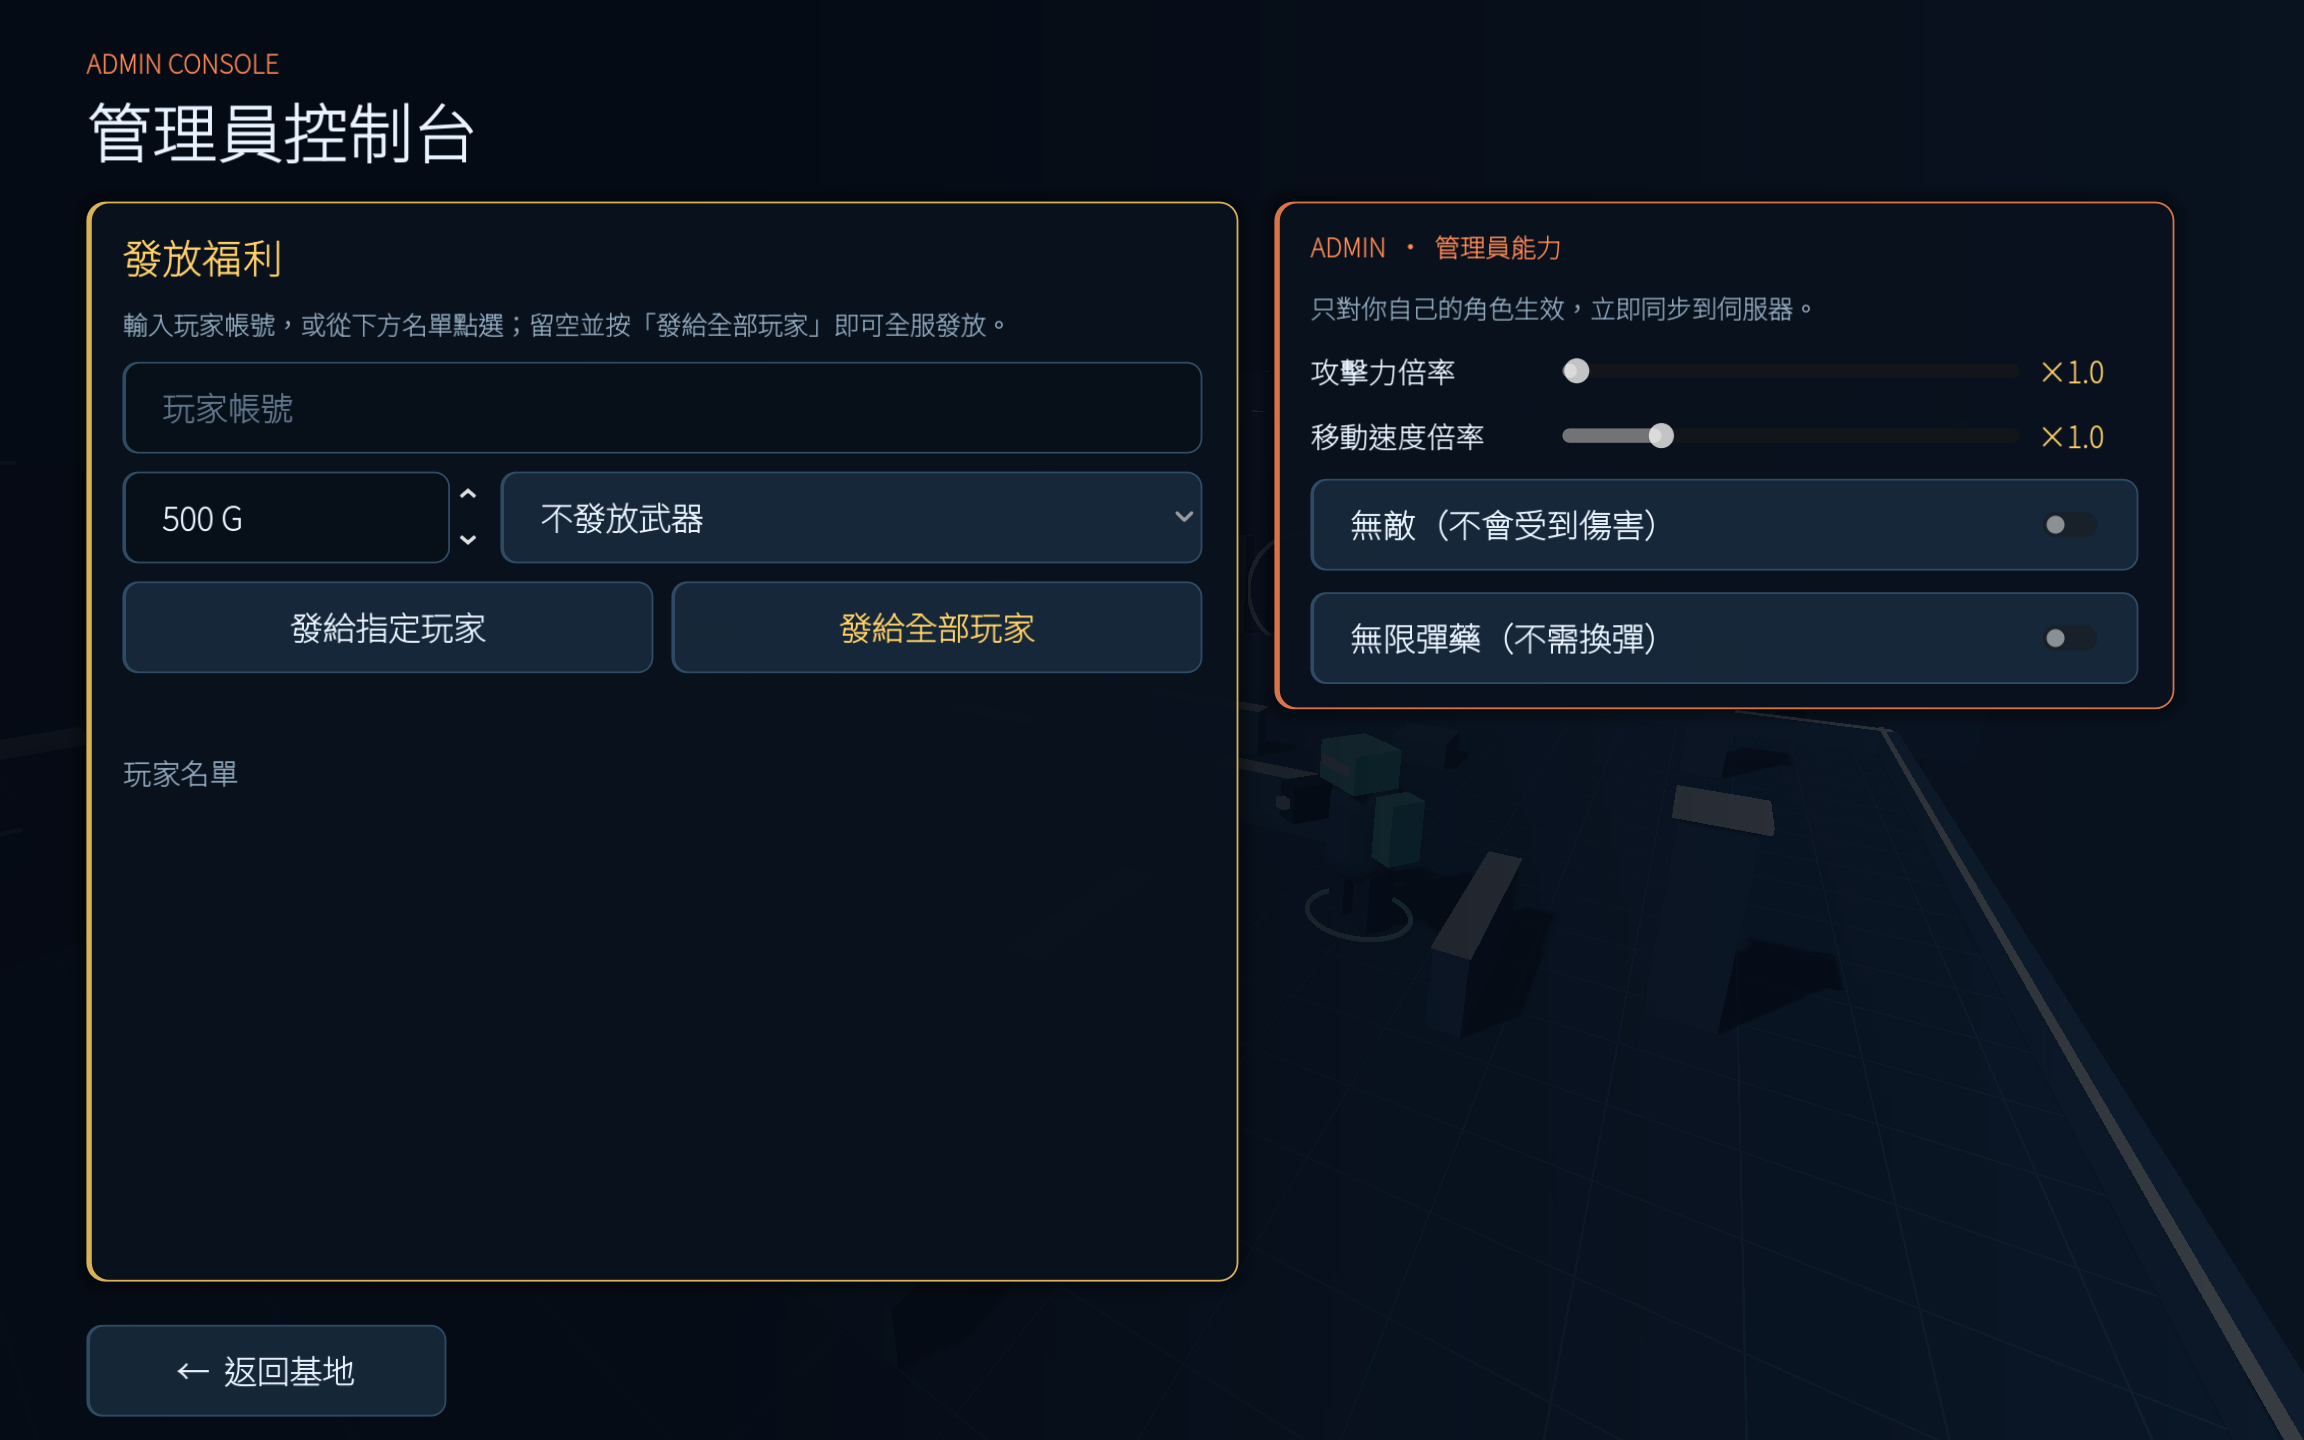 ADMIN CONSOLE
管理員控制台
發放福利
輸入玩家帳號，或從下方名單點選；留空並按「發給全部玩家」即可全服發放。
玩家帳號
500 G
不發放武器
發給指定玩家
發給全部玩家
玩家名單
ADMIN ・ 管理員能力
只對你自己的角色生效，立即同步到伺服器。
攻擊力倍率 ×1.0
移動速度倍率 ×1.0
無敵（不會受到傷害）
無限彈藥（不需換彈）
← 返回基地